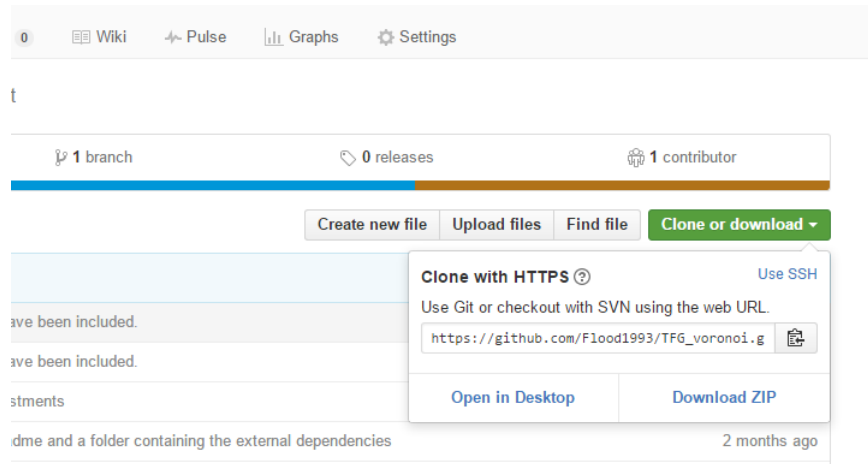 0 Wiki Pulse Graphs Settings
t
1 branch 0 releases 1 contributor
Create new file Upload files Find file Clone or download
Clone with HTTPS ? Use SSH
Use Git or checkout with SVN using the web URL.
ave been included.
https://github.com/Flood1993/TFG_voronoi.g
ave been included.
stments
Open in Desktop Download ZIP
dme and a folder containing the external dependencies 2 months ago